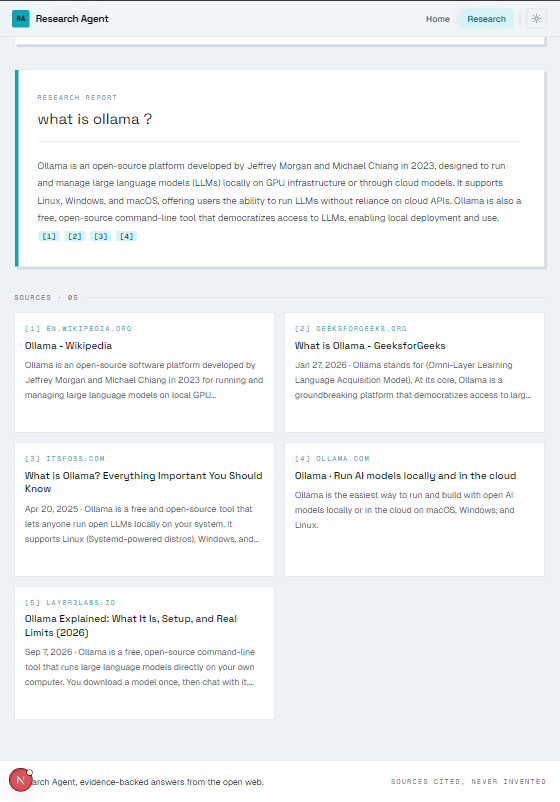 RA Research Agent Home Research
RESEARCH REPORT
what is ollama ?
Ollama is an open-source platform developed by Jeffrey Morgan and Michael Chiang in 2023, designed to run
and manage large language models (LLMs) locally on GPU infrastructure or through cloud models. It supports
Linux, Windows, and macOS, offering users the ability to run LLMs without reliance on cloud APIs. Ollama is also a
free, open-source command-line tool that democratizes access to LLMs, enabling local deployment and use.
[1] [2] [3] [4]
SOURCES · 05
[1] EN.WIKIPEDIA.ORG
Ollama - Wikipedia
Ollama is an open-source software platform developed by
Jeffrey Morgan and Michael Chiang in 2023 for running and
managing large language models on local GPU...
[2] GEEKSFORGEEKS.ORG
What is Ollama - GeeksforGeeks
Jan 27, 2026 · Ollama stands for (Omni-Layer Learning
Language Acquisition Model), At its core, Ollama is a
groundbreaking platform that democratizes access to larg...
[3] ITSFOSS.COM
What is Ollama? Everything Important You Should
Know
Apr 20, 2025 · Ollama is a free and open-source tool that
lets anyone run open LLMs locally on your system. It
supports Linux (Systemd-powered distros), Windows, and...
[4] OLLAMA.COM
Ollama · Run AI models locally and in the cloud
Ollama is the easiest way to run and build with open AI
models locally or in the cloud on macOS, Windows, and
Linux.
[5] LAYER3LABS.IO
Ollama Explained: What It Is, Setup, and Real
Limits (2026)
Sep 7, 2026 · Ollama is a free, open-source command-line
tool that runs large language models directly on your own
computer. You download a model once, then chat with it,...
N arch Agent, evidence-backed answers from the open web.
SOURCES CITED, NEVER INVENTED